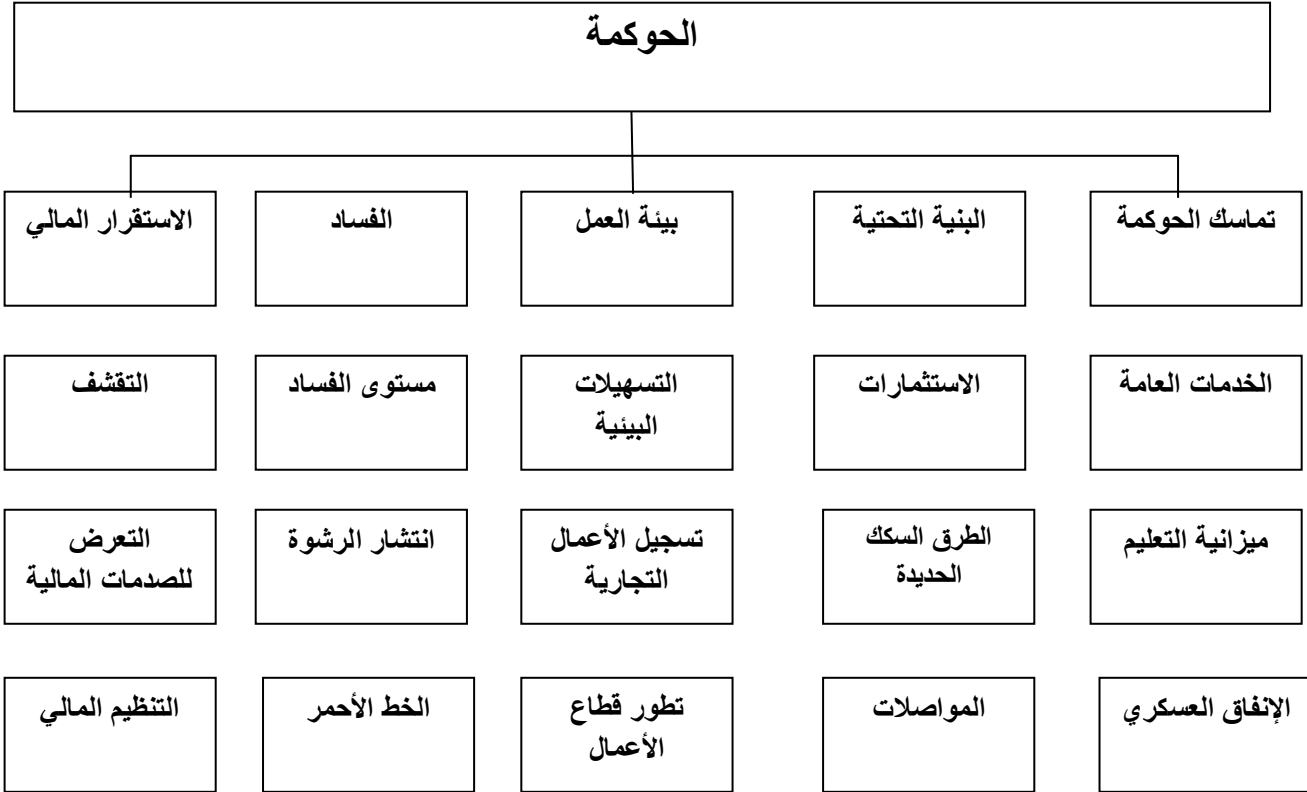 الحوكمة
تماسك الحوكمة
البنية التحتية
بيئة العمل
الفساد
الاستقرار المالي
الخدمات العامة
الاستثمارات
التسهيلات
البيئية
مستوى الفساد
التقشف
ميزانية التعليم
الطرق السكك
الحديدة
تسجيل الأعمال
التجارية
انتشار الرشوة
التعرض
للصدمات المالية
الإنفاق العسكري
المواصلات
تطور قطاع
الأعمال
الخط الأحمر
التنظيم المالي